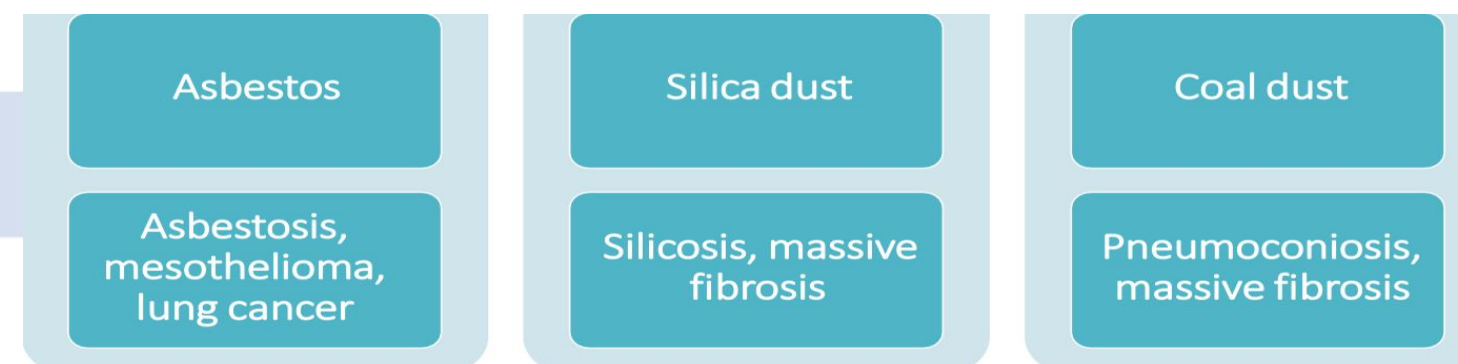 Asbestos
Asbestosis,
mesothelioma,
lung cancer
Silica dust
Silicosis, massive
fibrosis
Coal dust
Pneumoconiosis,
massive fibrosis